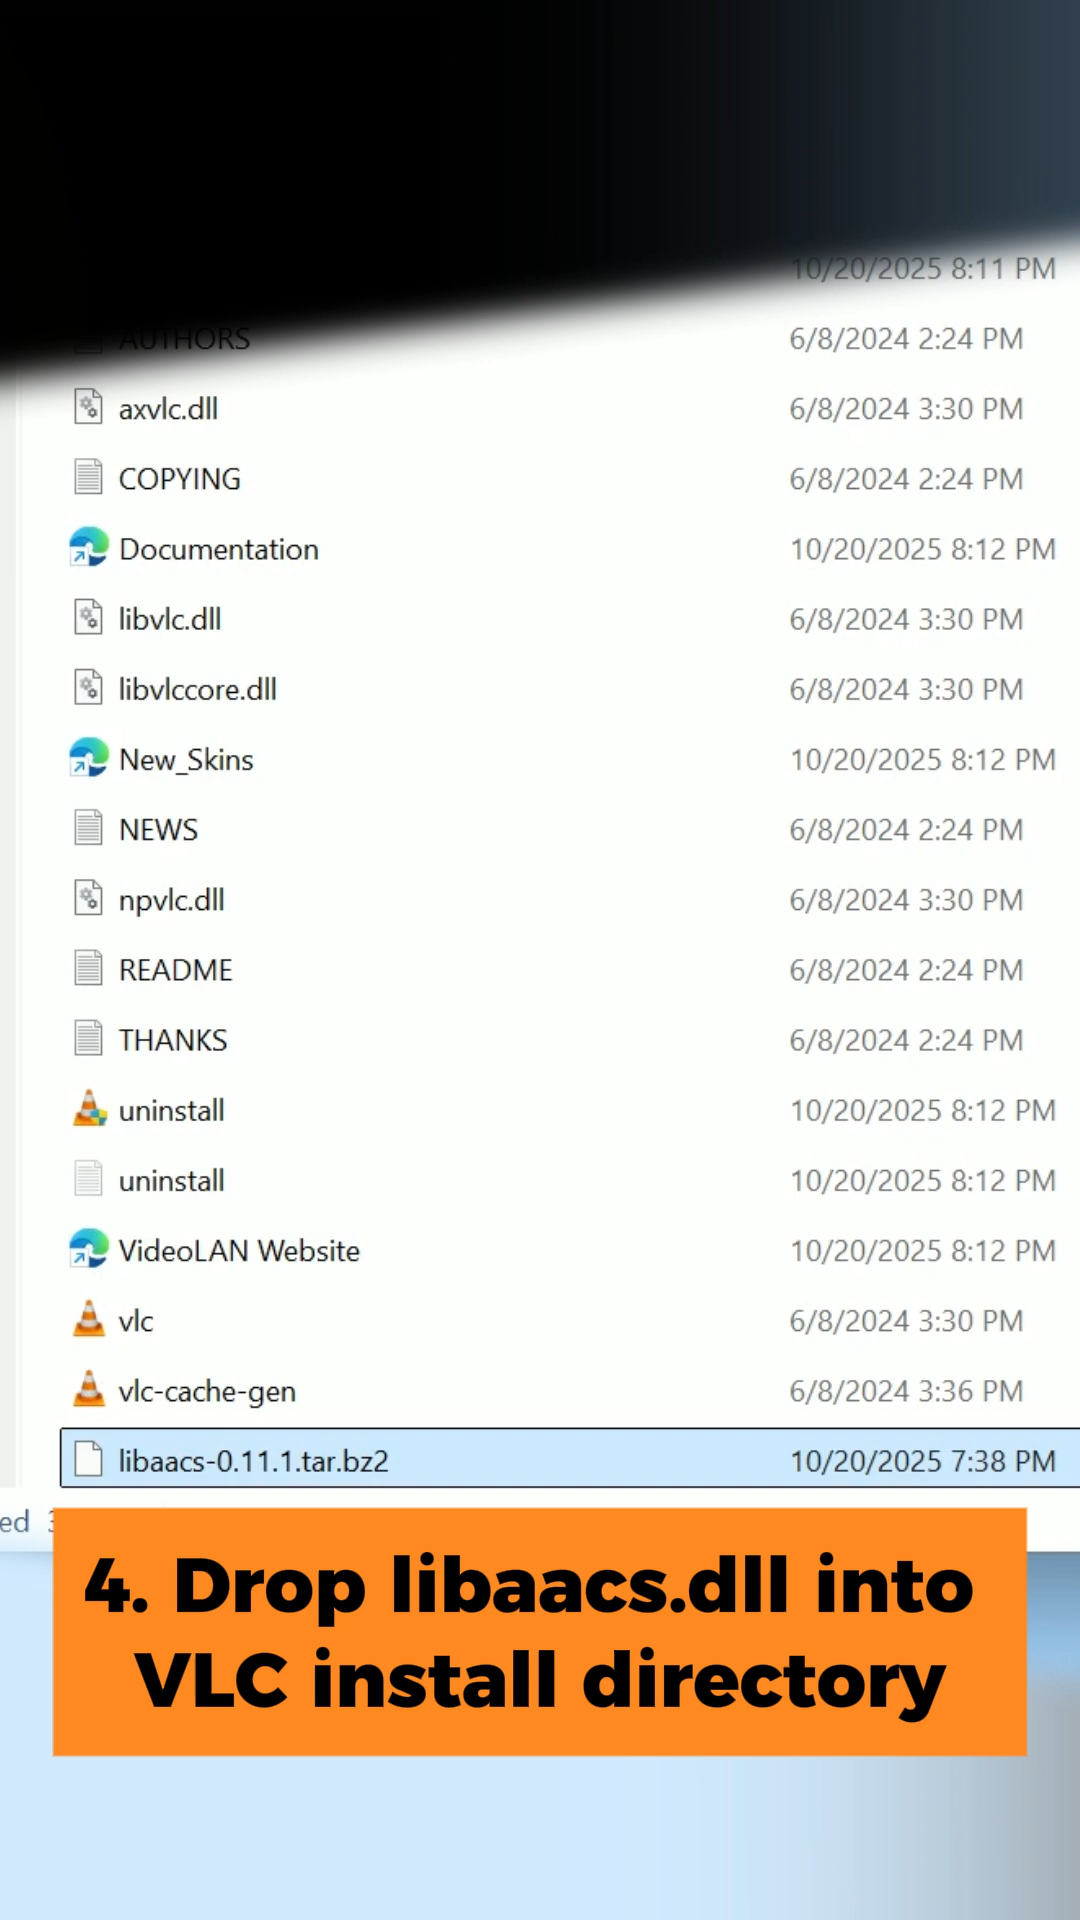 10/20/2025 8:11 PM
AUTHORS 6/8/2024 2:24 PM
axvlc.dll 6/8/2024 3:30 PM
COPYING 6/8/2024 2:24 PM
Documentation 10/20/2025 8:12 PM
libvlc.dll 6/8/2024 3:30 PM
libvlccore.dll 6/8/2024 3:30 PM
New_Skins 10/20/2025 8:12 PM
NEWS 6/8/2024 2:24 PM
npvlc.dll 6/8/2024 3:30 PM
README 6/8/2024 2:24 PM
THANKS 6/8/2024 2:24 PM
uninstall 10/20/2025 8:12 PM
uninstall 10/20/2025 8:12 PM
VideoLAN Website 10/20/2025 8:12 PM
vlc 6/8/2024 3:30 PM
vlc-cache-gen 6/8/2024 3:36 PM
libaacs-0.11.1.tar.bz2 10/20/2025 7:38 PM
ed
4. Drop libaacs.dll into
VLC install directory